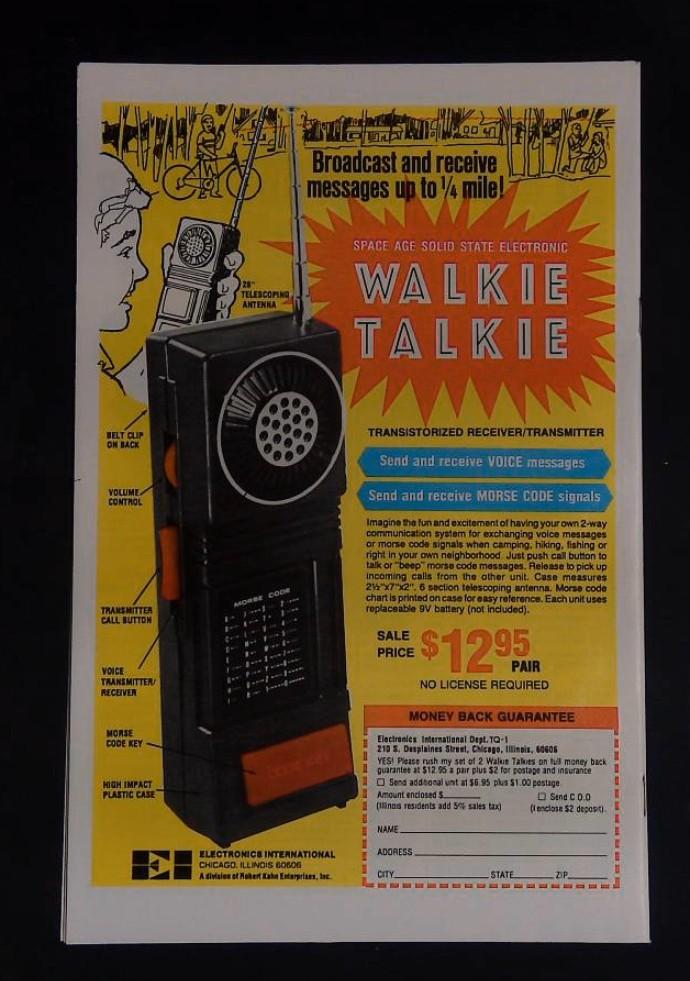 Broadcast and receive
messages up to 1/4 mile!
SPACE AGE SOLID STATE ELECTRONIC
WALKIE
TALKIE
28"
TELESCOPING
ANTENNA
BELT CLIP
ON BACK
VOLUME
CONTROL
TRANSMITTER
CALL BUTTON
VOICE
TRANSMITTER/
RECEIVER
MORSE
CODE KEY
HIGH IMPACT
PLASTIC CASE
MORSE CODE
CODE KEY
TRANSISTORIZED RECEIVER/TRANSMITTER
Send and receive VOICE messages
Send and receive MORSE CODE signals
Imagine the fun and excitement of having your own 2-way
communication system for exchanging voice messages
or morse code signals when camping, hiking, fishing or
right in your own neighborhood. Just push call button to
talk or "beep" morse code messages. Release to pick up
incoming calls from the other unit. Case measures
2½"x7"x2". 6 section telescoping antenna. Morse code
chart is printed on case for easy reference. Each unit uses
replaceable 9V battery (not included).
SALE
PRICE $12.95
PAIR
NO LICENSE REQUIRED
MONEY BACK GUARANTEE
Electronics International Dept. TQ-1
210 S. Desplaines Street, Chicago, Illinois, 60606
YES! Please rush my set of 2 Walkie Talkies on full money back
guarantee at $12.95 a pair plus $2 for postage and insurance
☐ Send additional unit at $6.95 plus $1.00 postage.
Amount enclosed $________ ☐ Send C.O.D
(Illinois residents add 5% sales tax) (I enclose $2 deposit).
NAME
ADDRESS
CITY STATE ZIP
EI
ELECTRONICS INTERNATIONAL
CHICAGO, ILLINOIS 60606
A division of Robert Kahn Enterprises, Inc.